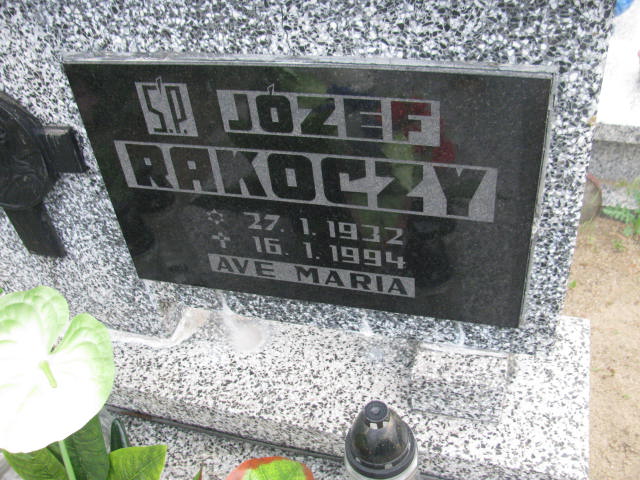 Ś.P. JÓZEF
RAKOCZY
✡ 27. 1. 1932
✝ 16. 1. 1994
AVE MARIA